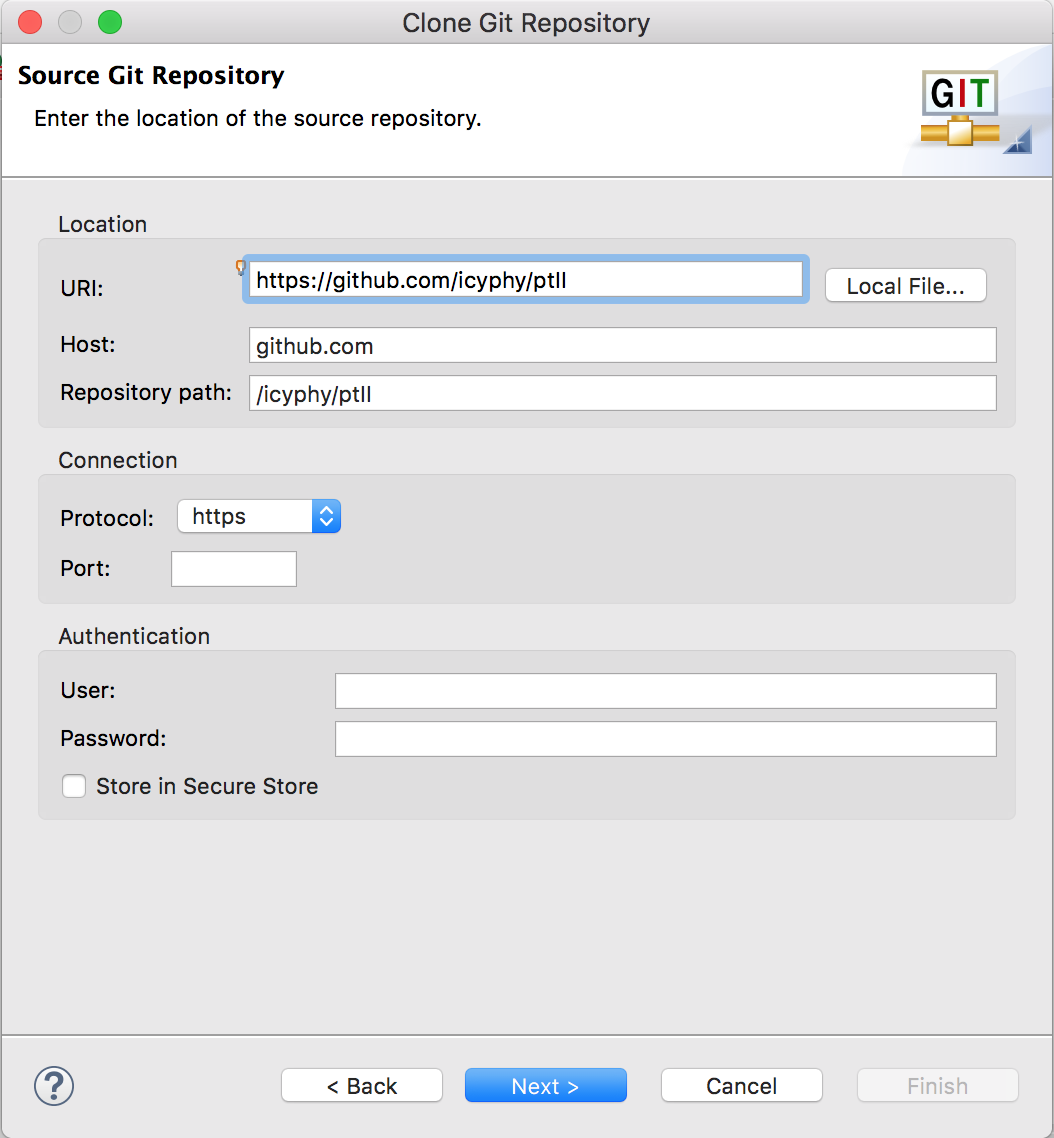 Clone Git Repository
Source Git Repository
Enter the location of the source repository.
GIT
Location
URI: https://github.com/icyphy/ptII Local File...
Host: github.com
Repository path: /icyphy/ptII
Connection
Protocol: https
Port:
Authentication
User:
Password:
Store in Secure Store
? < Back Next > Cancel Finish